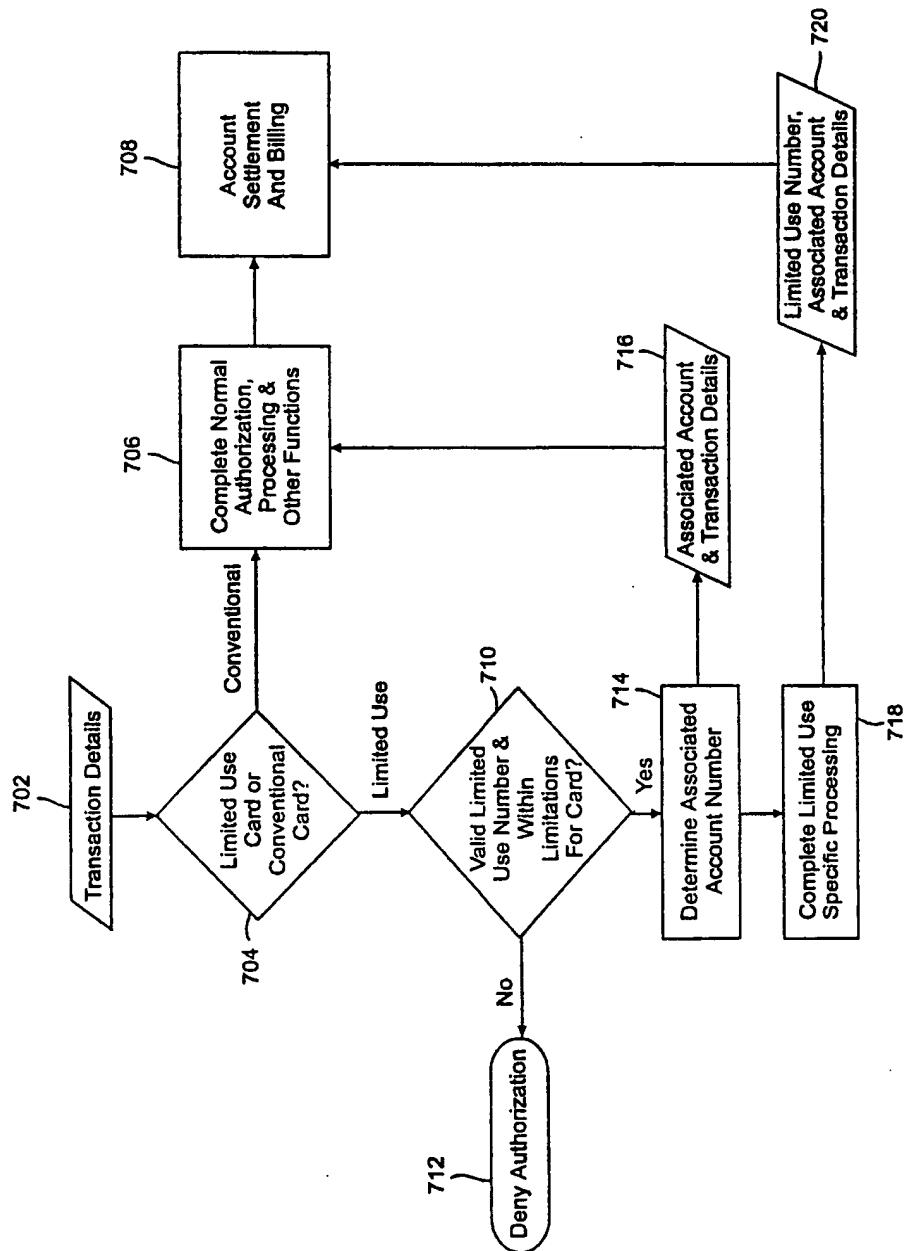 702
Transaction Details
704
Limited Use
Card or
Conventional
Card?
Conventional
706
Complete Normal
Authorization,
Processing &
Other Functions
708
Account
Settlement
And Billing
Limited Use
710
Valid Limited
Use Number &
Within
Limitations
For Card?
No
712
Deny Authorization
Yes
714
Determine Associated
Account Number
716
Associated Account
& Transaction Details
718
Complete Limited Use
Specific Processing
720
Limited Use Number,
Associated Account
& Transaction Details